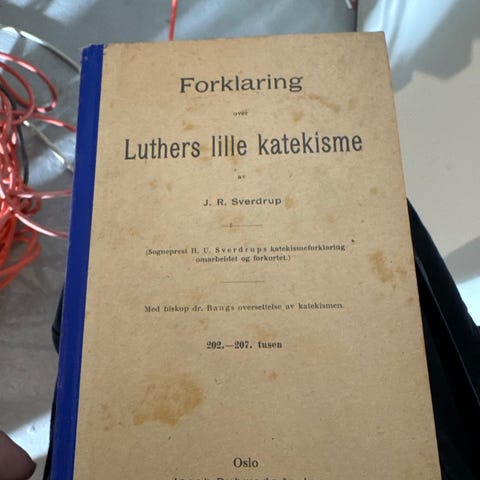 Forklaring
over
Luthers lille katekisme
av
J. R. Sverdrup
(Sogneprest H. U. Sverdrups katekismeforklaring
omarbeidet og forkortet.)
Med biskop dr. Bangs oversettelse av katekismen.
202.—207. tusen
Oslo